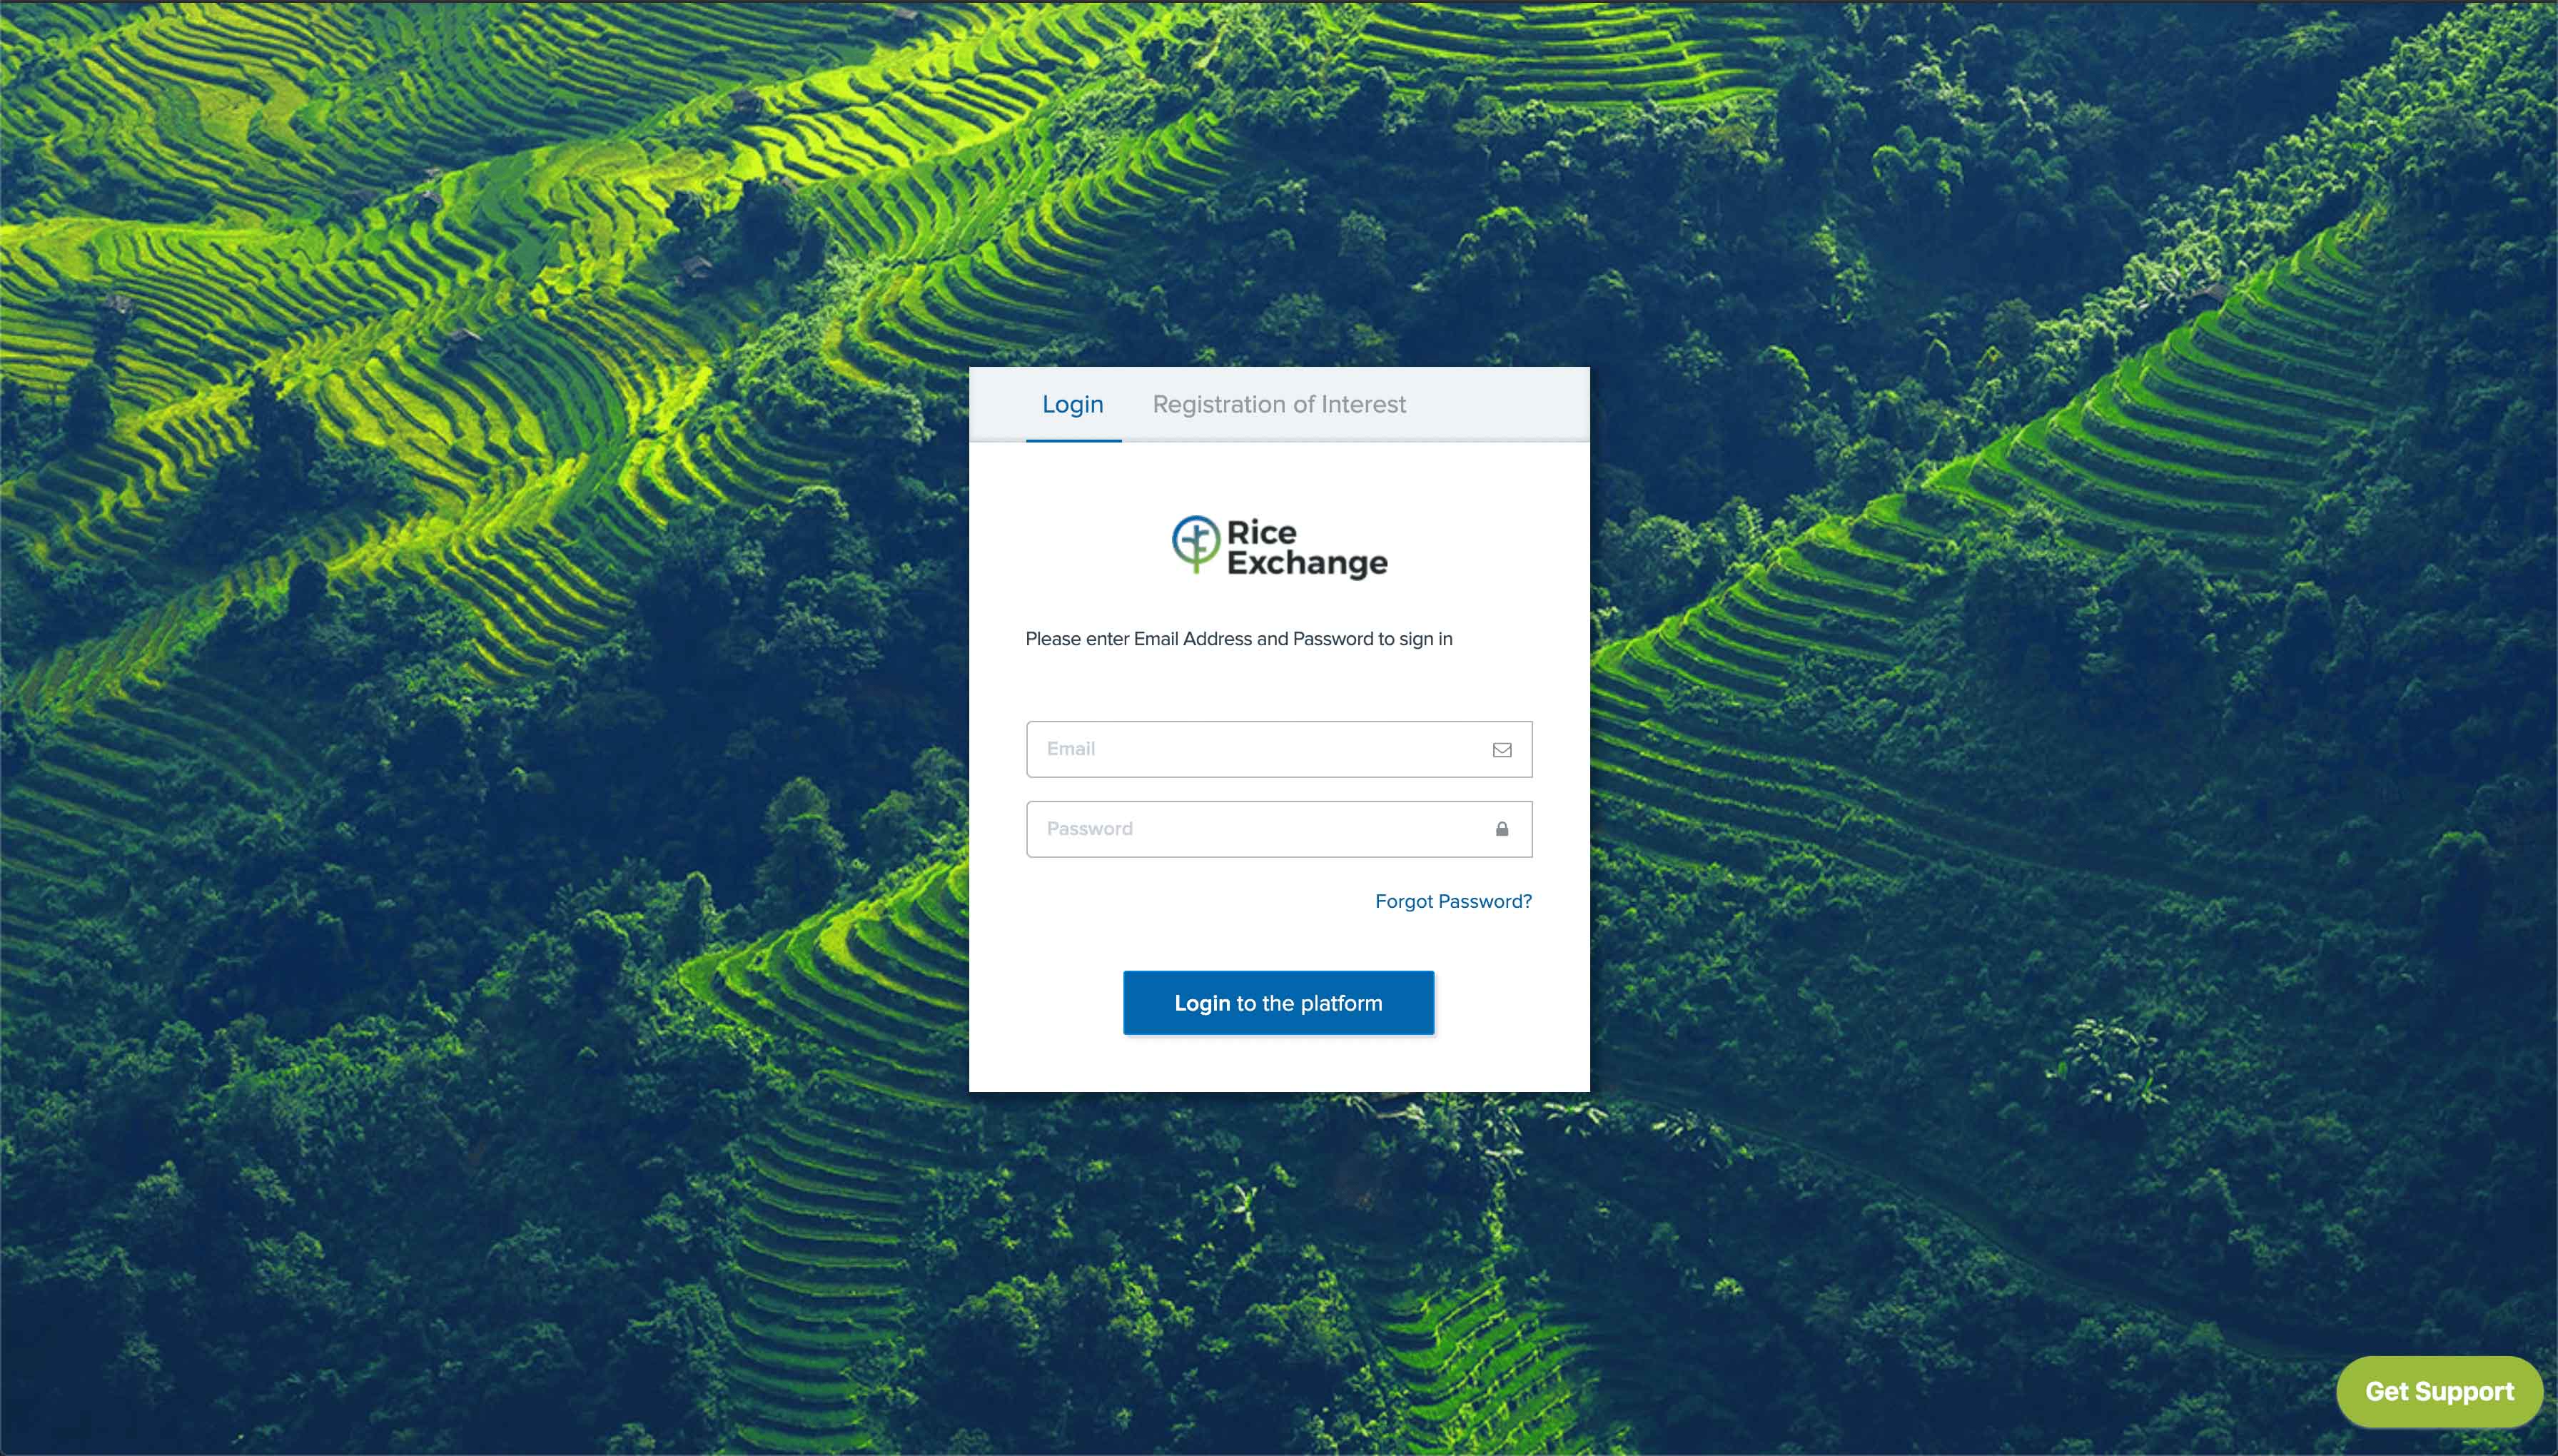 Login
Registration of Interest
Rice
Exchange
Please enter Email Address and Password to sign in
Email
Password
Forgot Password?
Login to the platform
Get Support